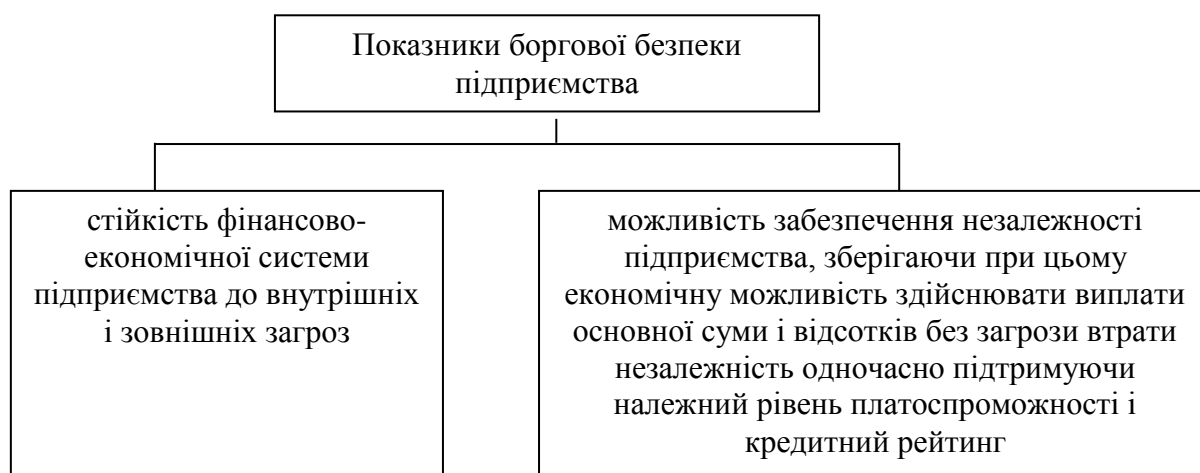 Показники боргової безпеки
підприємства
стійкість фінансово-
економічної системи
підприємства до внутрішніх
і зовнішніх загроз
можливість забезпечення незалежності
підприємства, зберігаючи при цьому
економічну можливість здійснювати виплати
основної суми і відсотків без загрози втрати
незалежність одночасно підтримуючи
належний рівень платоспроможності і
кредитний рейтинг